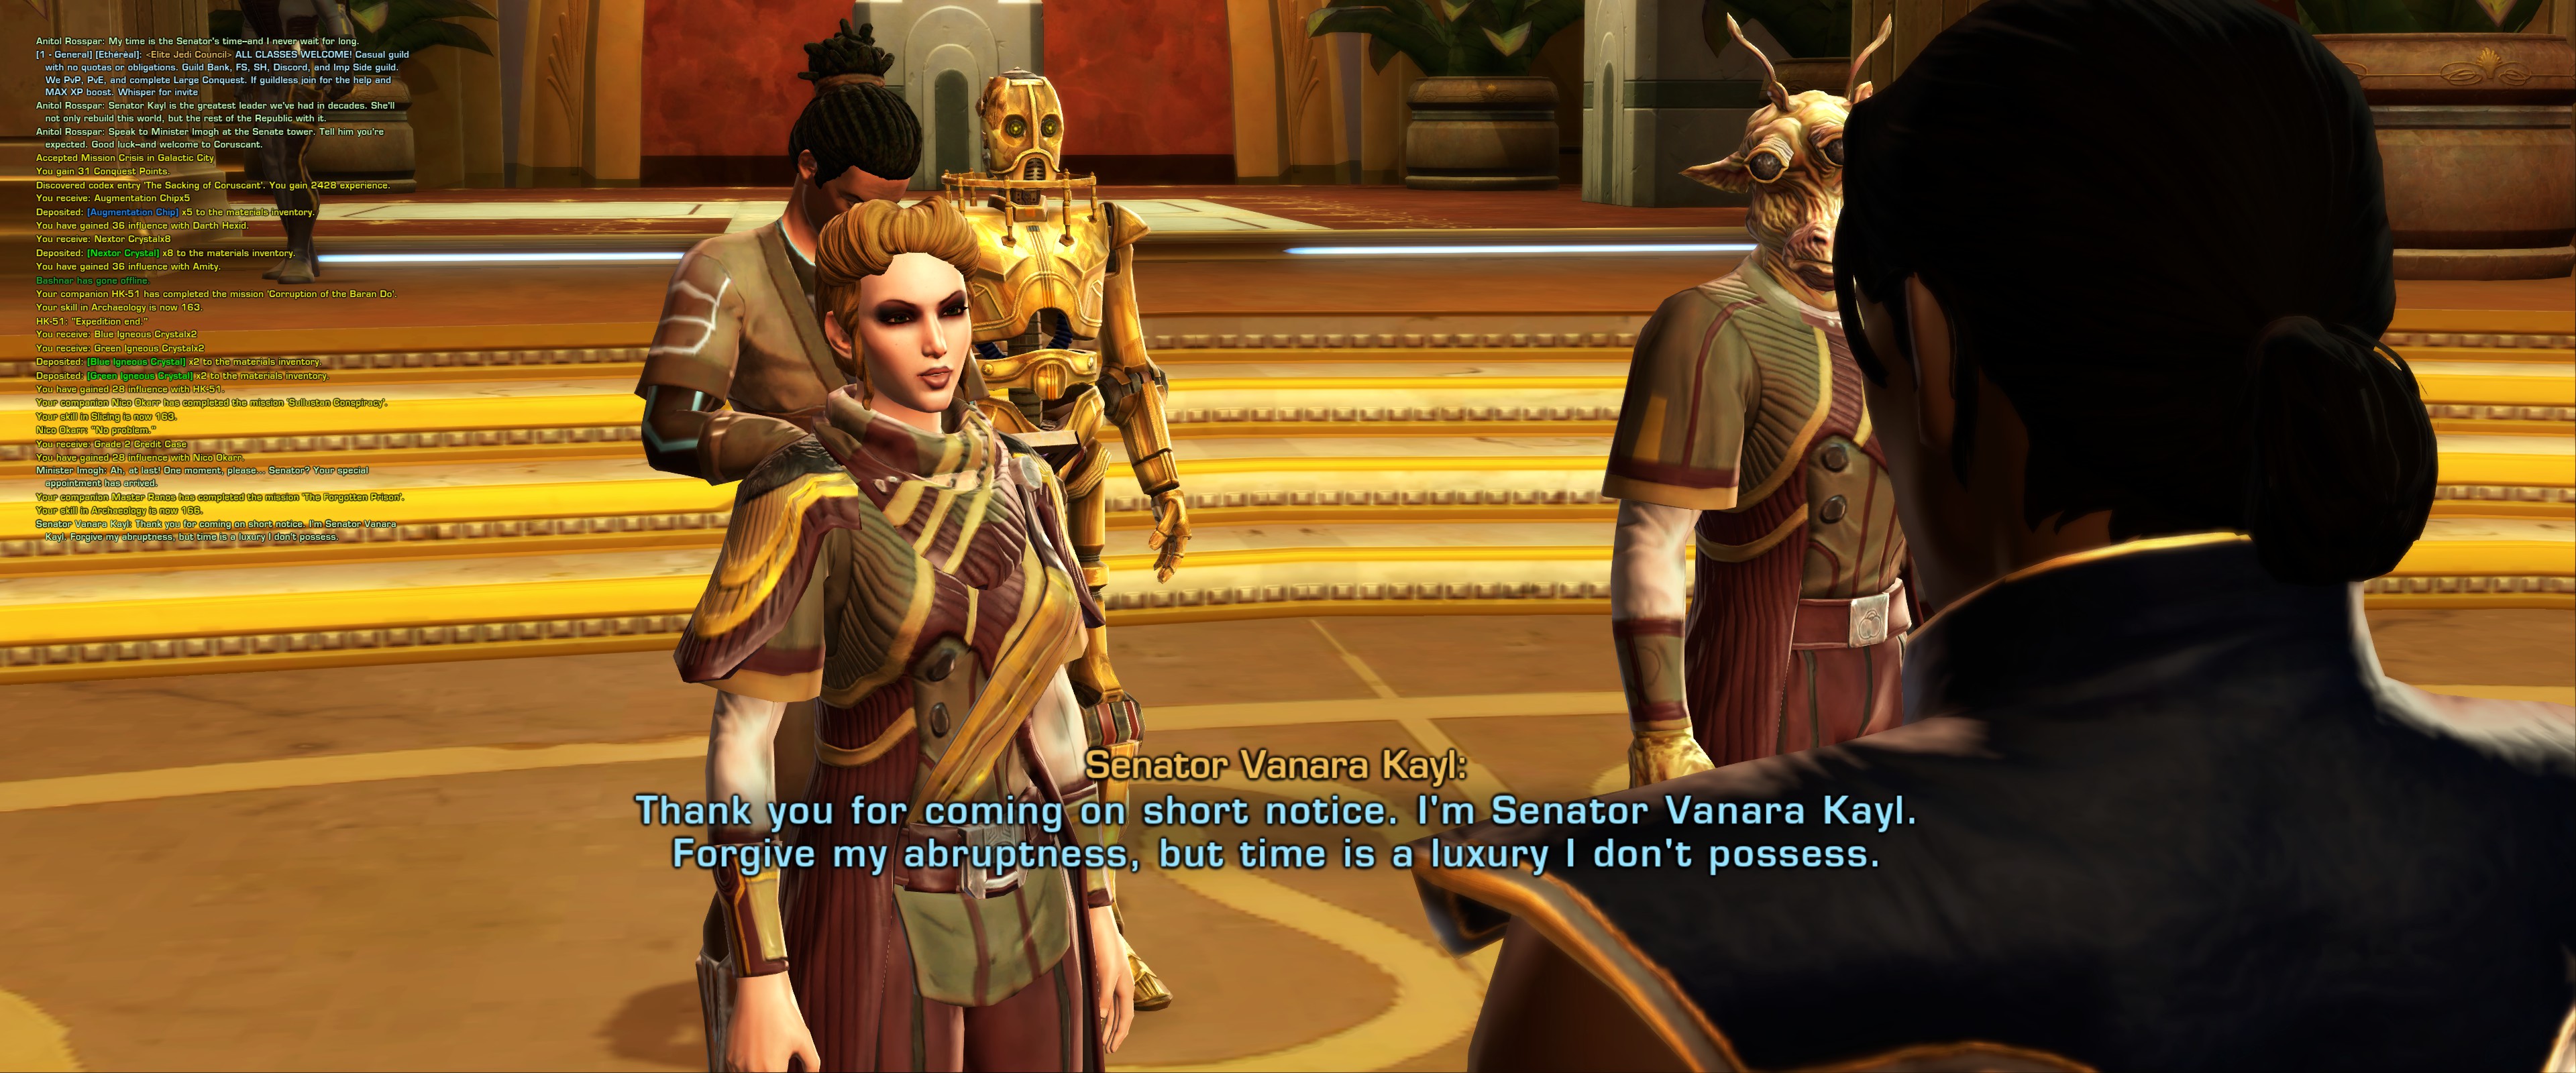 Anitol Rosspar: My time is the Senator's time—and I never wait for long.
[1 - General] [Ethereal]: <Elite Jedi Council> ALL CLASSES WELCOME! Casual guild
with no quotas or obligations. Guild Bank, FS, SH, Discord, and Imp Side guild.
We PvP, PvE, and complete Large Conquest. If guildless join for the help and
MAX XP boost. Whisper for invite
Anitol Rosspar: Senator Kayl is the greatest leader we've had in decades. She'll
not only rebuild this world, but the rest of the Republic with it.
Anitol Rosspar: Speak to Minister Imogh at the Senate tower. Tell him you're
expected. Good luck—and welcome to Coruscant.
Accepted Mission Crisis in Galactic City
You gain 31 Conquest Points.
Discovered codex entry 'The Sacking of Coruscant'. You gain 2428 experience.
You receive: Augmentation Chipx5
Deposited: [Augmentation Chip] x5 to the materials inventory.
You have gained 36 influence with Darth Hexid.
You receive: Nextor Crystalx8
Deposited: [Nextor Crystal] x8 to the materials inventory.
You have gained 36 influence with Amity.
Bashnar has gone offline.
Your companion HK-51 has completed the mission 'Corruption of the Baran Do'.
Your skill in Archaeology is now 163.
HK-51: "Expedition end."
You receive: Blue Igneous Crystalx2
You receive: Green Igneous Crystalx2
Deposited: [Blue Igneous Crystal] x2 to the materials inventory.
Deposited: [Green Igneous Crystal] x2 to the materials inventory.
You have gained 28 influence with HK-51.
Your companion Nico Okarr has completed the mission 'Sullustan Conspiracy'.
Your skill in Slicing is now 163.
Nico Okarr: "No problem."
You receive: Grade 2 Credit Case
You have gained 28 influence with Nico Okarr.
Minister Imogh: Ah, at last! One moment, please... Senator? Your special
appointment has arrived.
Your companion Master Ranos has completed the mission 'The Forgotten Prison'.
Your skill in Archaeology is now 166.
Senator Vanara Kayl: Thank you for coming on short notice. I'm Senator Vanara
Kayl. Forgive my abruptness, but time is a luxury I don't possess.
Senator Vanara Kayl:
Thank you for coming on short notice. I'm Senator Vanara Kayl.
Forgive my abruptness, but time is a luxury I don't possess.